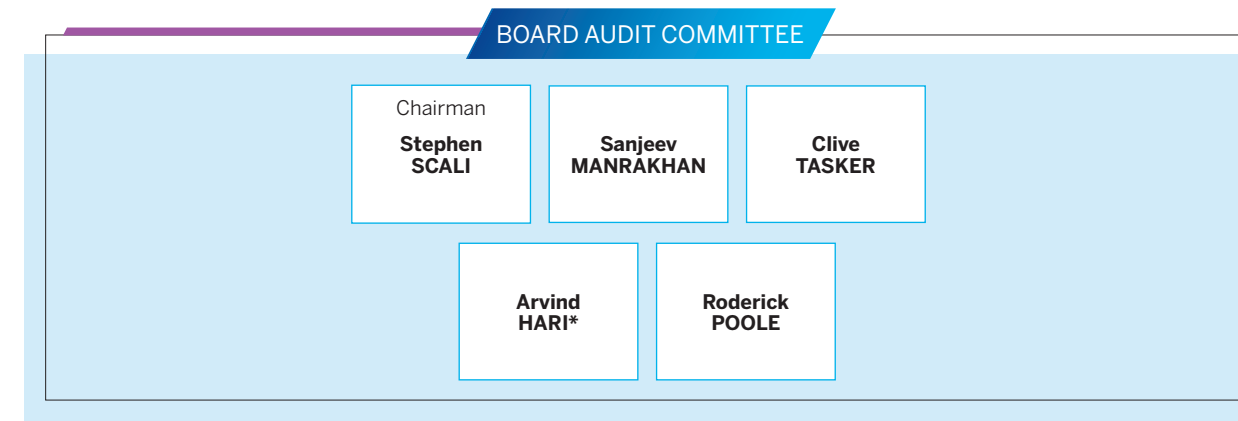 BOARD AUDIT COMMITTEE
Chairman
Stephen
SCALI
Sanjeev
MANRAKHAN
Clive
TASKER
Arvind
HARI*
Roderick
POOLE